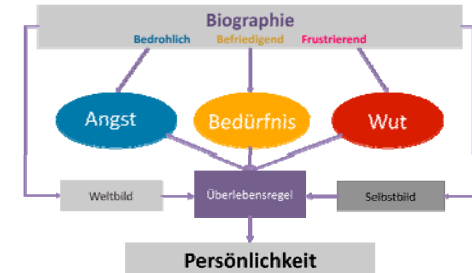 Biographie
Bedrohlich Befriedigend Frustrierend
Angst Bedürfnis Wut
Weltbild Überlebensregel Selbstbild
Persönlichkeit